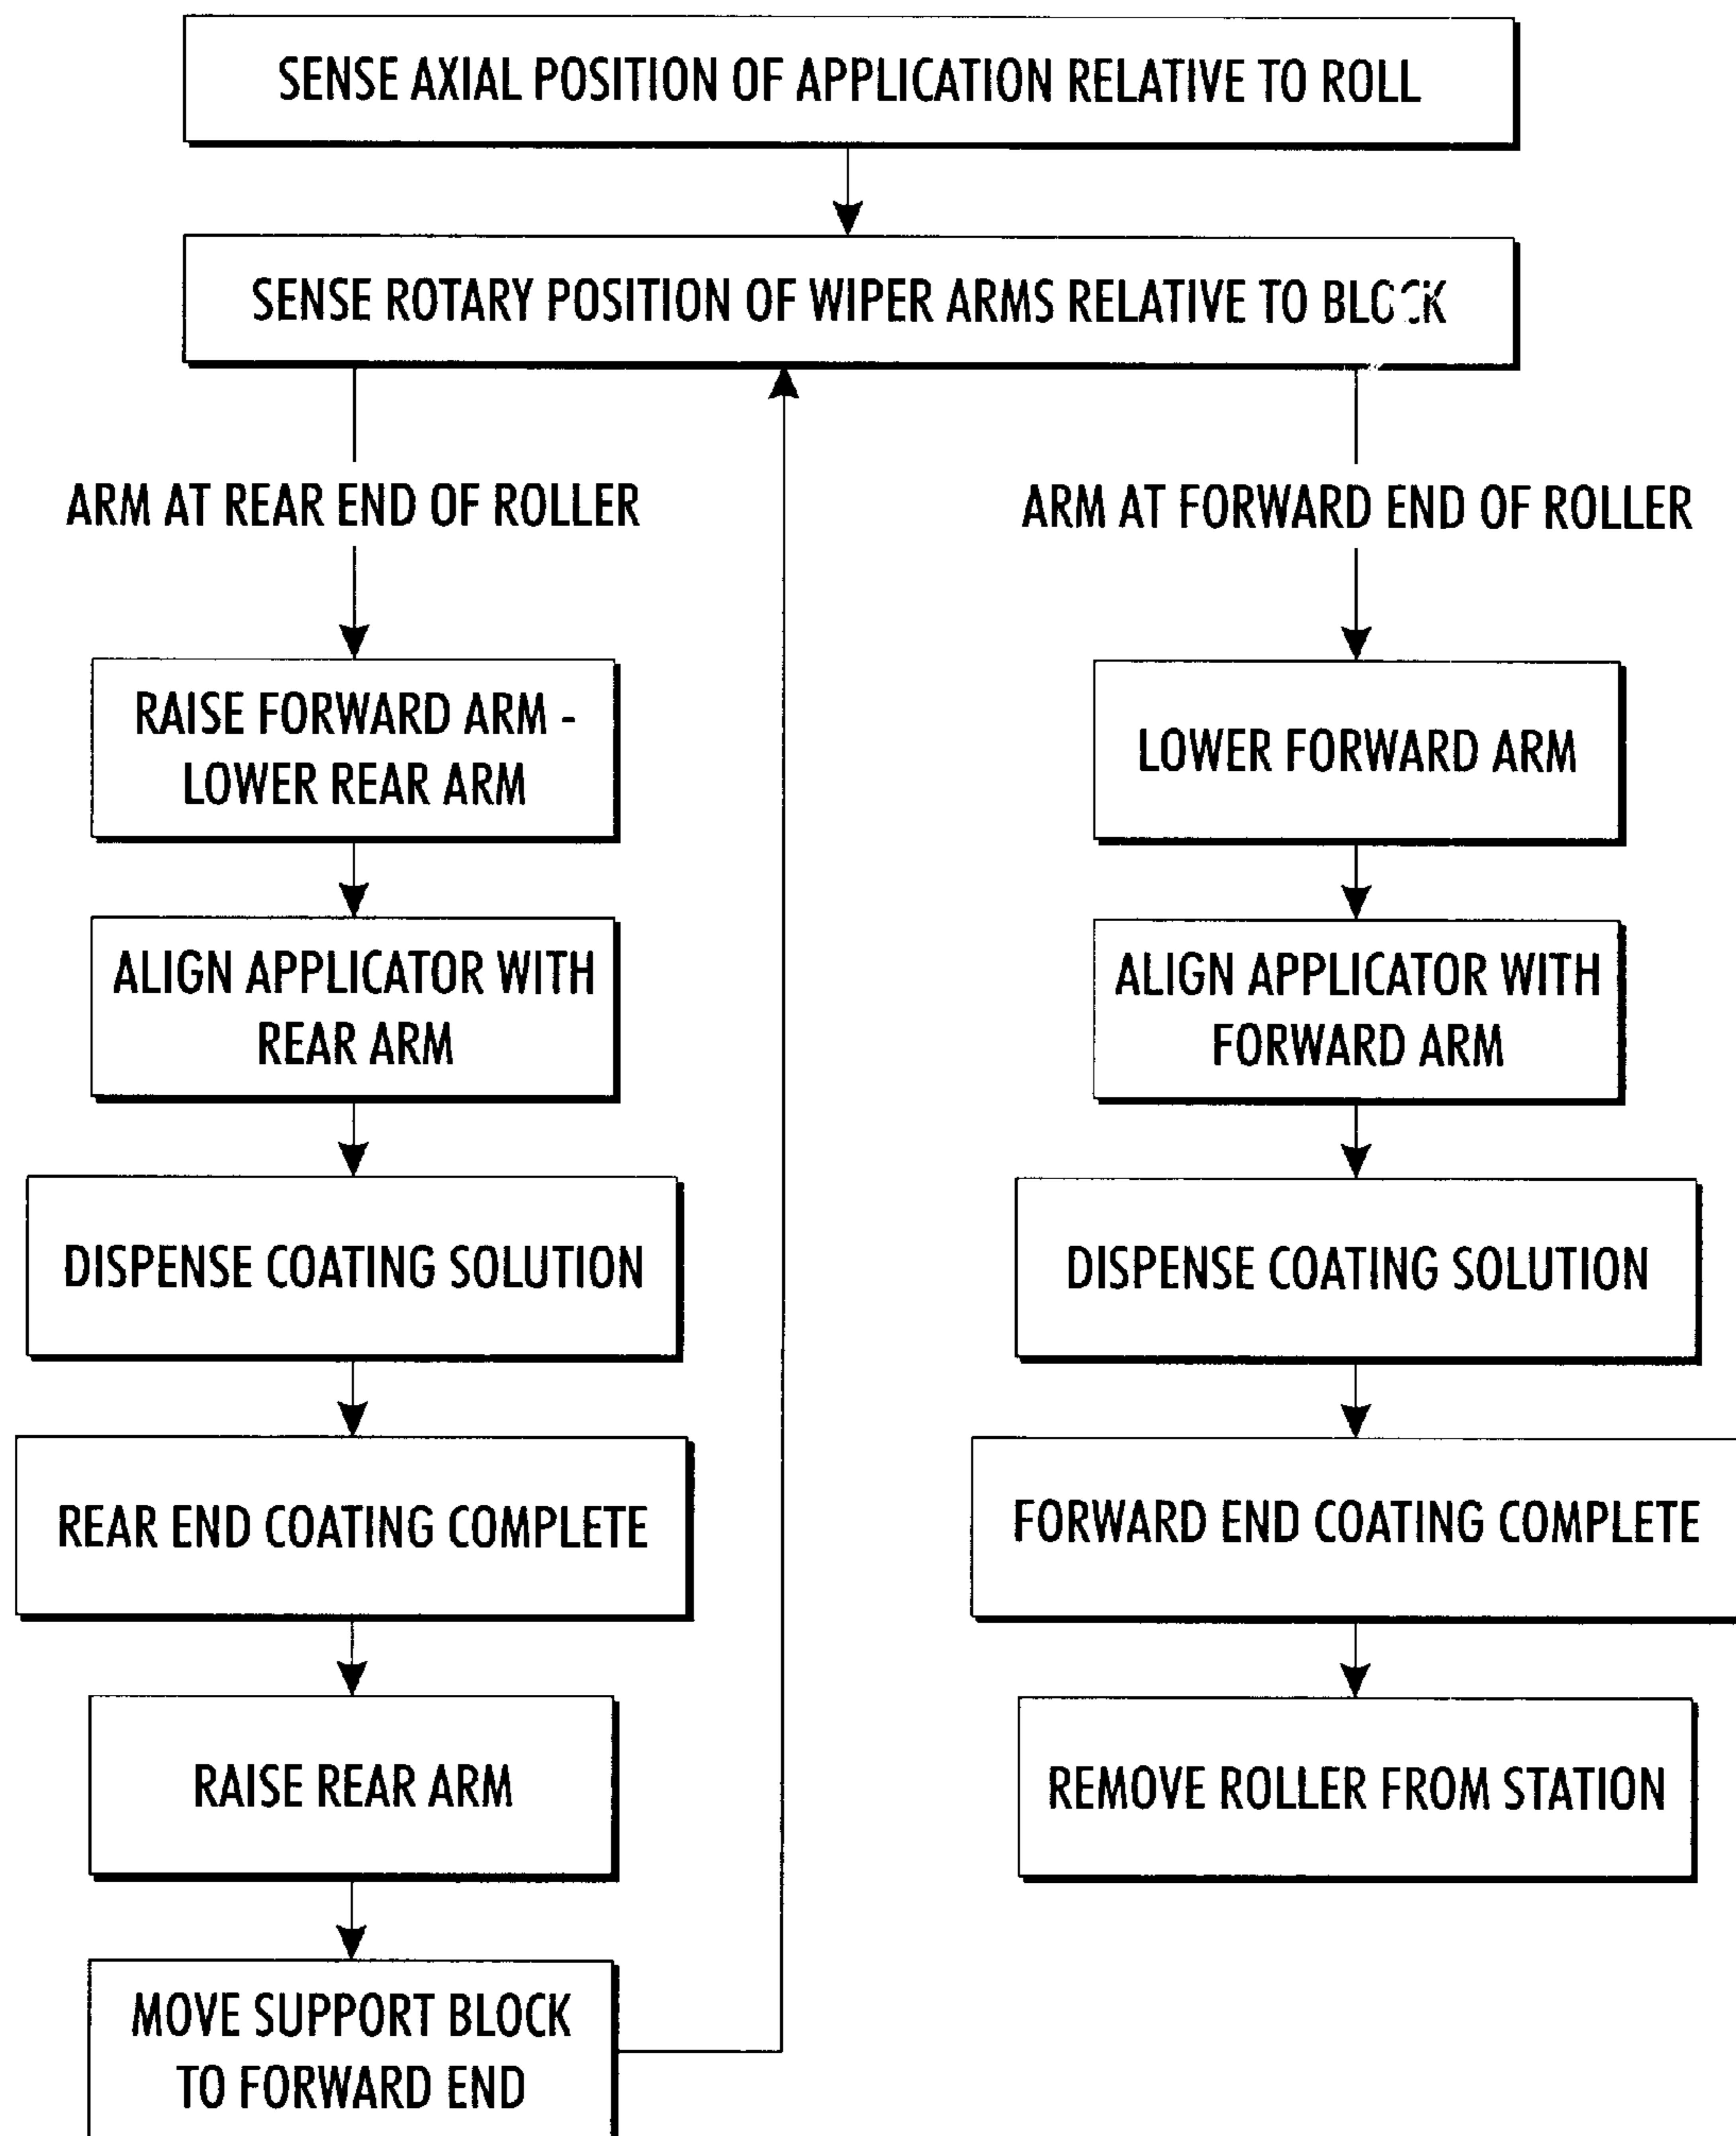 SENSE AXIAL POSITION OF APPLICATION RELATIVE TO ROLL
SENSE ROTARY POSITION OF WIPER ARMS RELATIVE TO BLOCK
ARM AT REAR END OF ROLLER
RAISE FORWARD ARM -
LOWER REAR ARM
ALIGN APPLICATOR WITH
REAR ARM
DISPENSE COATING SOLUTION
REAR END COATING COMPLETE
RAISE REAR ARM
MOVE SUPPORT BLOCK
TO FORWARD END
ARM AT FORWARD END OF ROLLER
LOWER FORWARD ARM
ALIGN APPLICATOR WITH
FORWARD ARM
DISPENSE COATING SOLUTION
FORWARD END COATING COMPLETE
REMOVE ROLLER FROM STATION